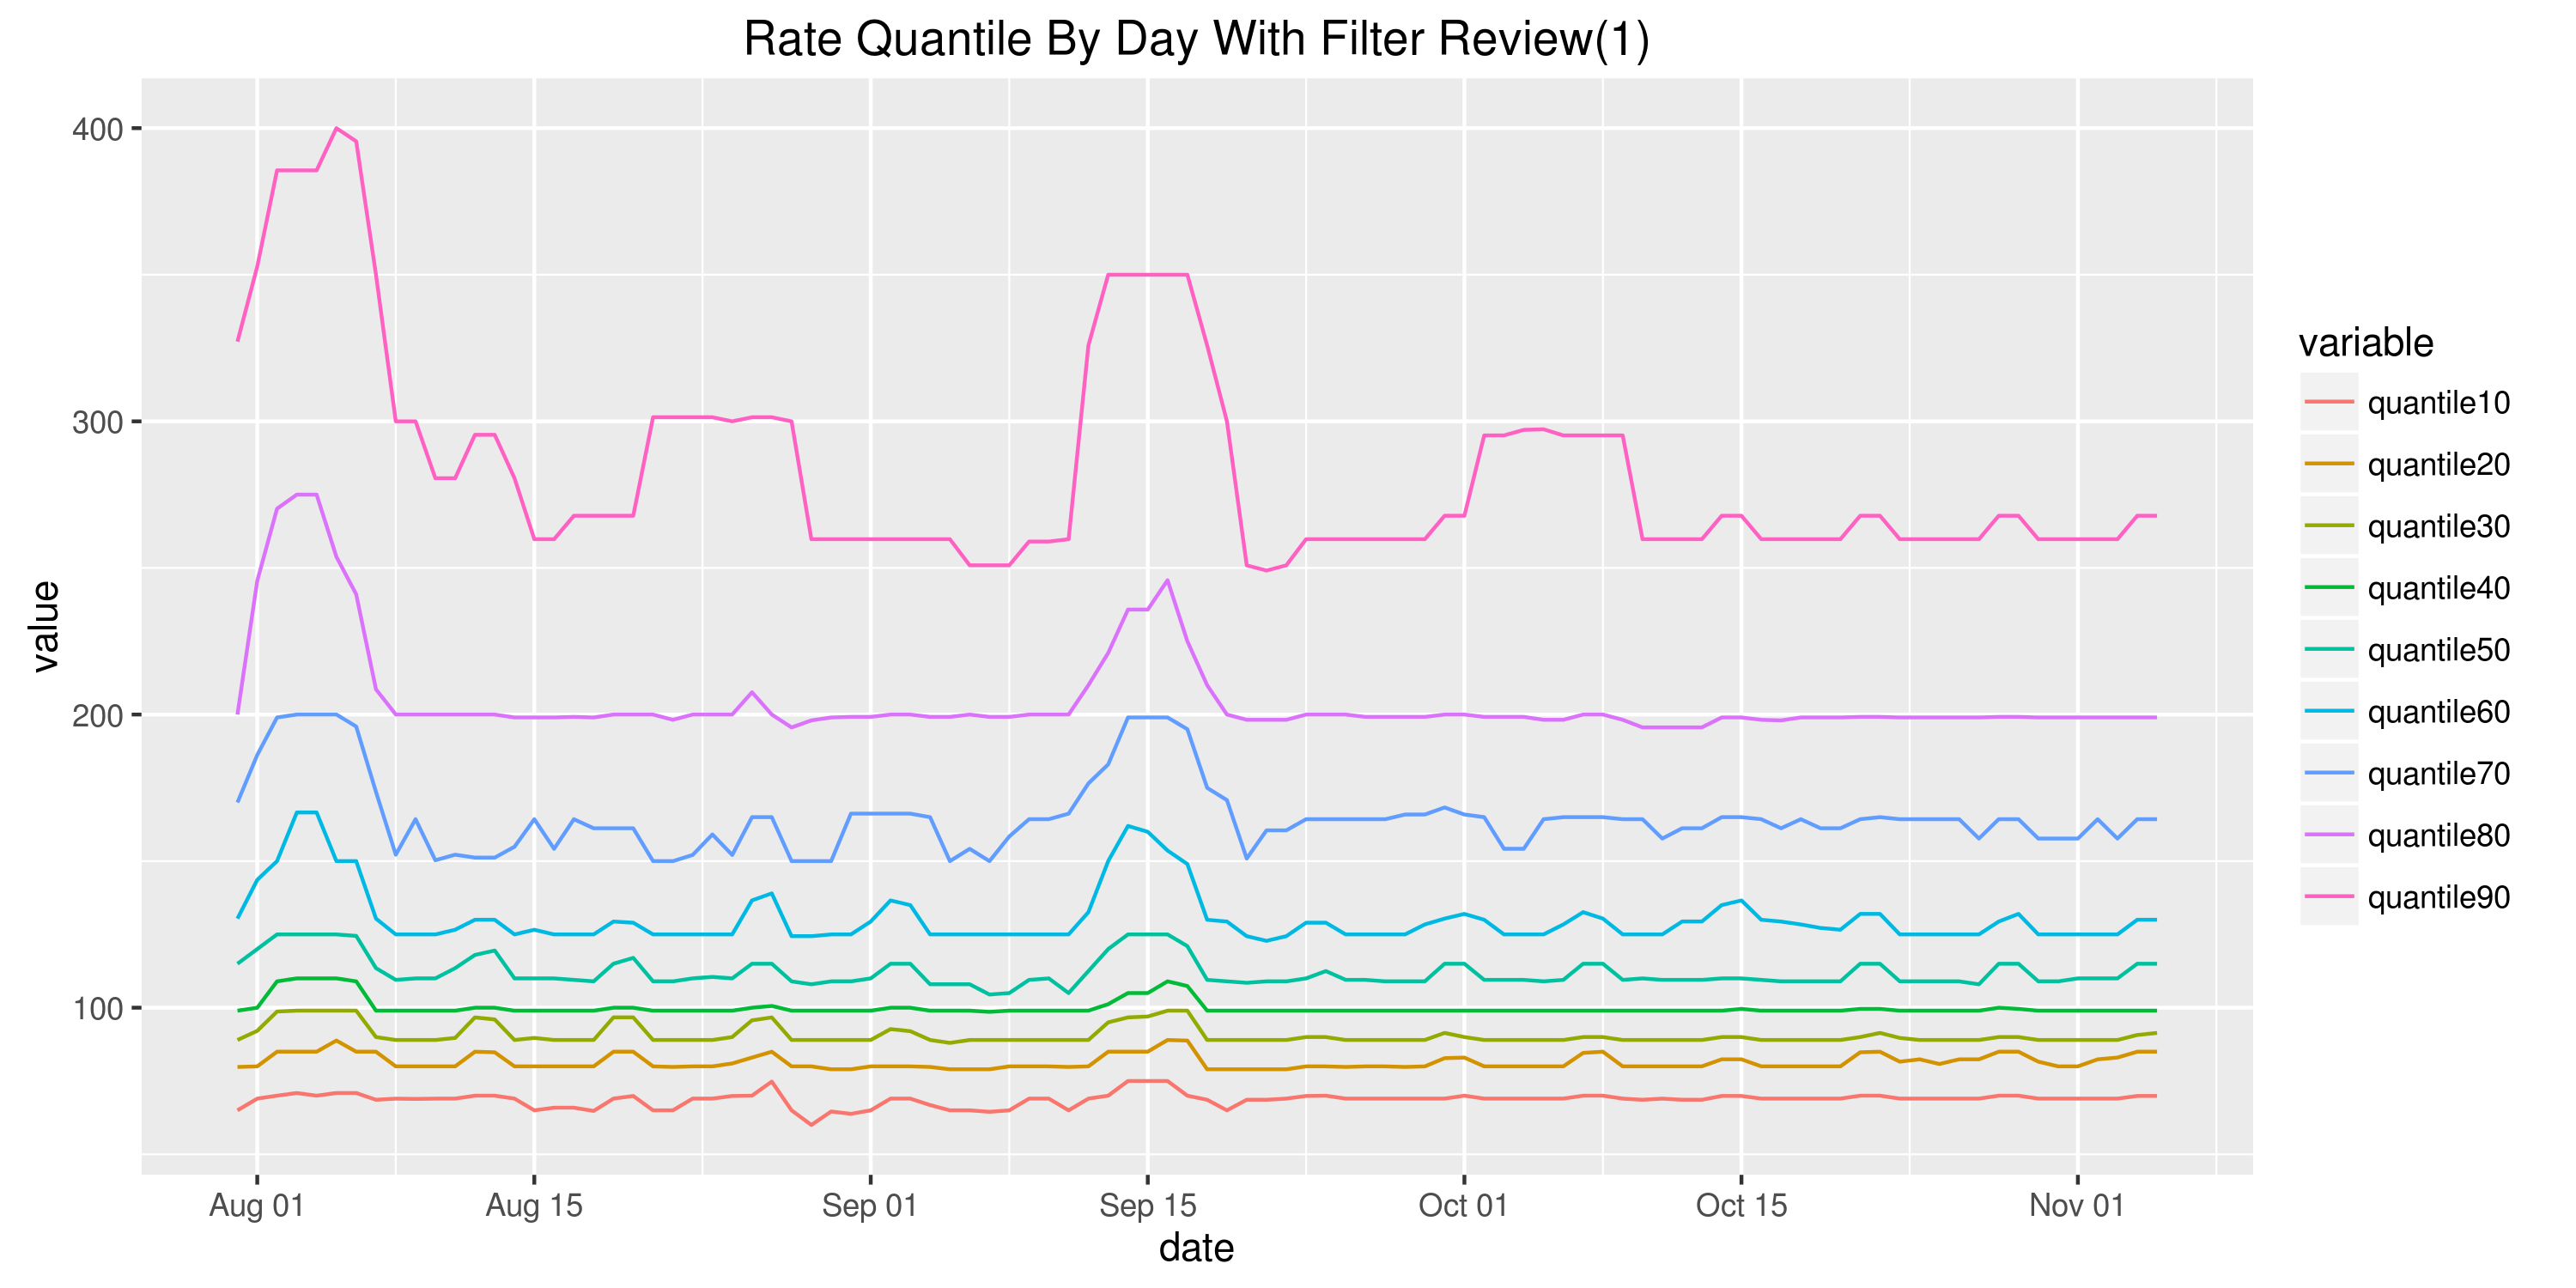 Rate Quantile By Day With Filter Review(1)
400
300
200
100
value
Aug 01
Aug 15
Sep 01
Sep 15
Oct 01
Oct 15
Nov 01
date
variable
quantile10
quantile20
quantile30
quantile40
quantile50
quantile60
quantile70
quantile80
quantile90